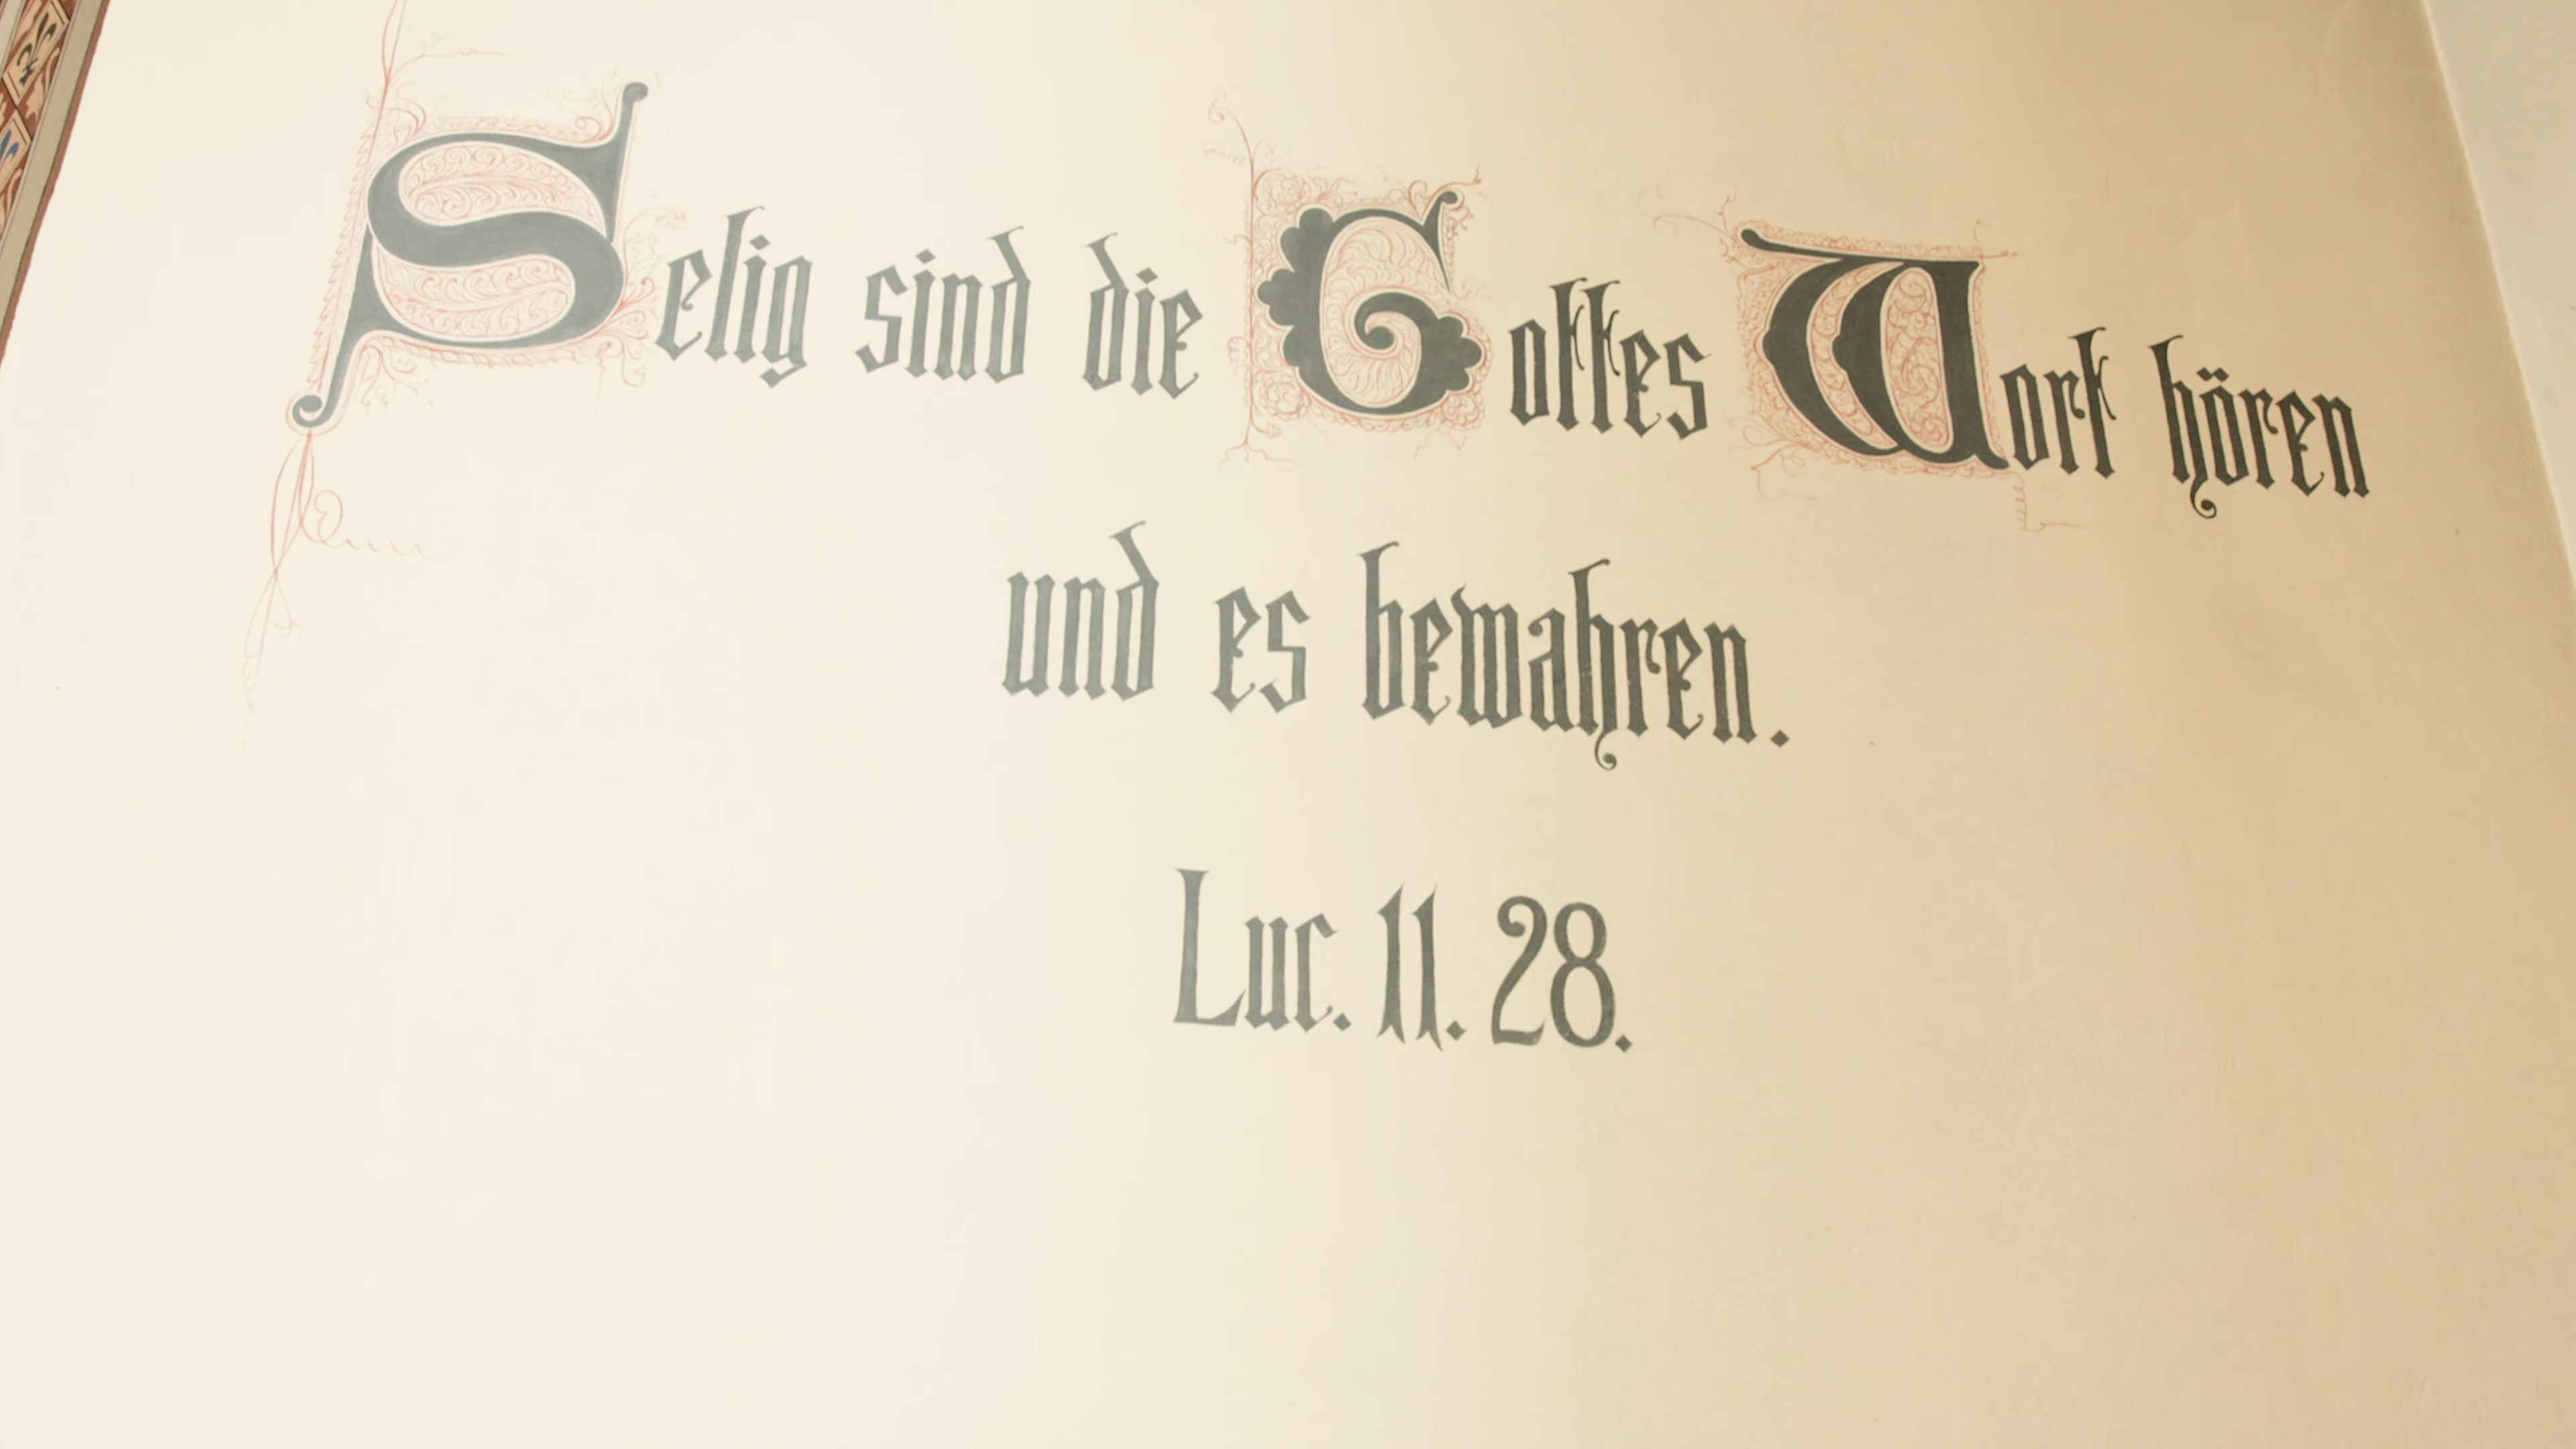 Selig sind die Gottes Wort hören
und es bewahren.
Luc. 11. 28.